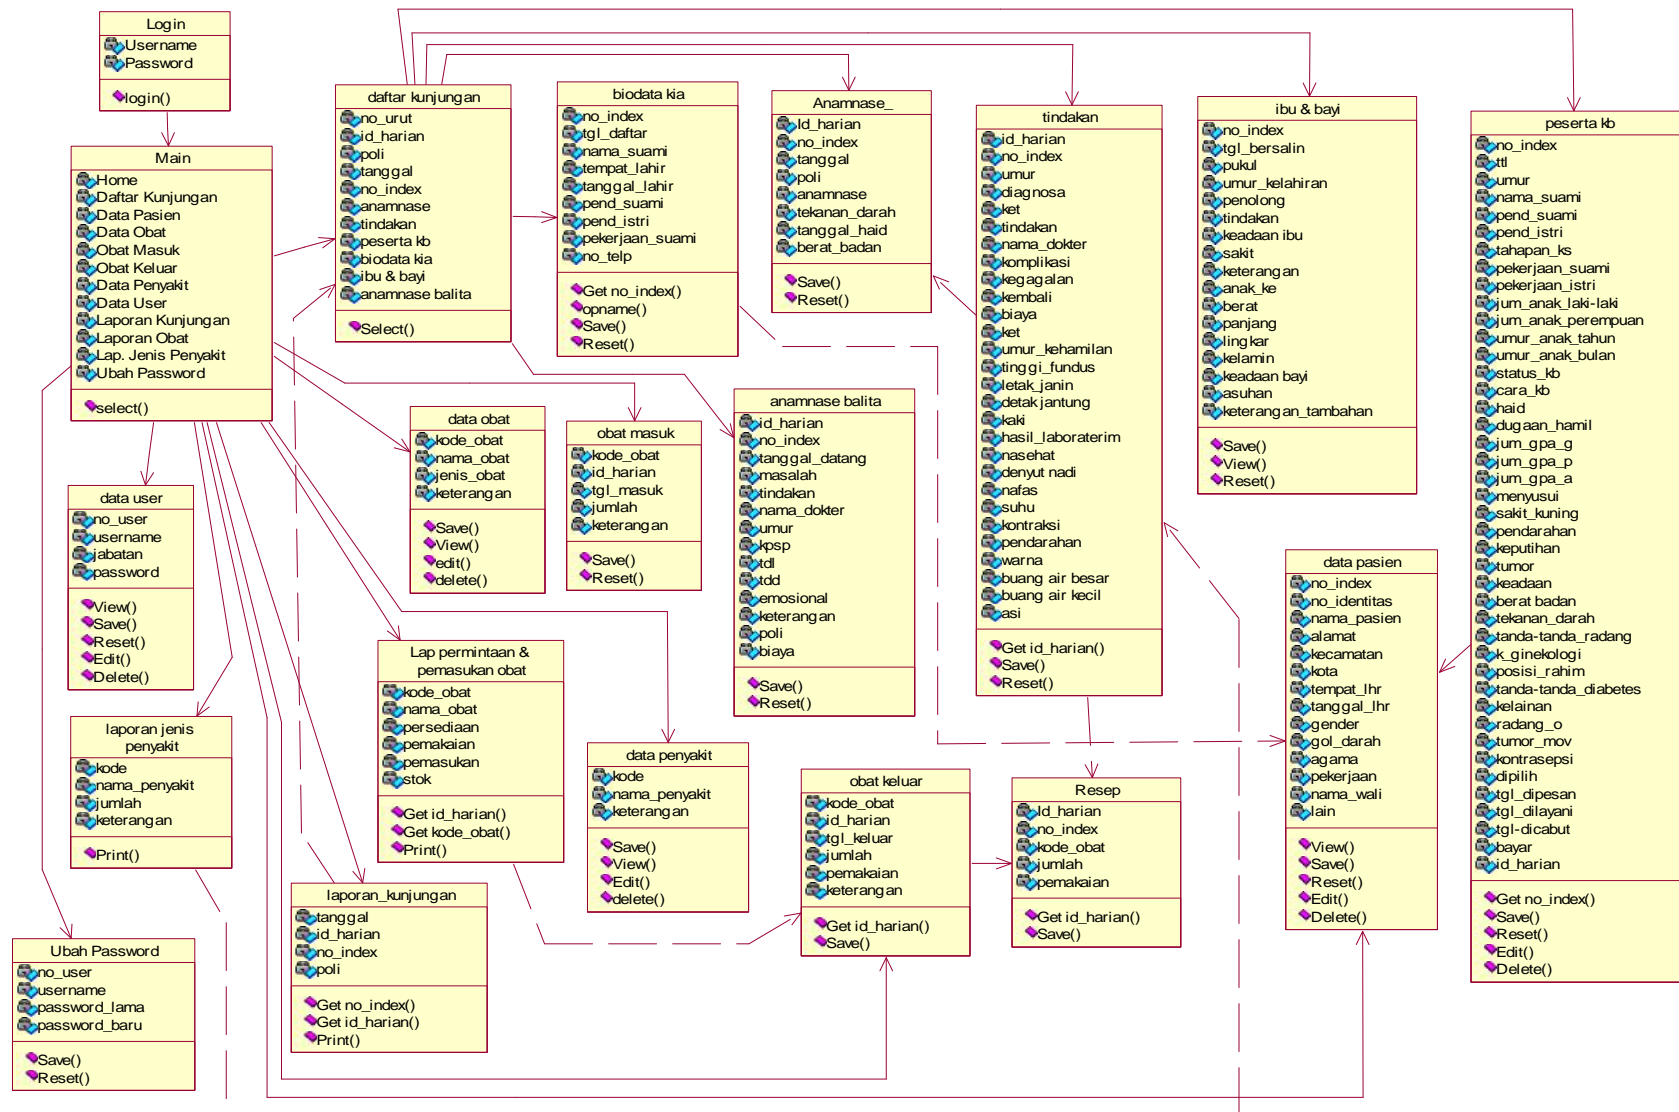 Login
Username
Password
login()
Main
Home
Daftar Kunjungan
Data Pasien
Data Obat
Obat Masuk
Obat Keluar
Data Penyakit
Data User
Laporan Kunjungan
Laporan Obat
Lap. Jenis Penyakit
Ubah Password
select()
daftar kunjungan
no_urut
id_harian
poli
tanggal
no_index
anamnase
tindakan
peserta kb
biodata kia
ibu & bayi
anamnase balita
Select()
biodata kia
no_index
tgl_daftar
nama_suami
tempat_lahir
tanggal_lahir
pend_suami
pend_istri
pekerjaan_suami
no_telp
Get no_index()
opname()
Save()
Reset()
Anamnase_
Id_harian
no_index
tanggal
poli
anamnase
tekanan_darah
tanggal_haid
berat_badan
Save()
Reset()
tindakan
id_harian
no_index
umur
diagnosa
ket
tindakan
nama_dokter
komplikasi
kegagalan
kembali
biaya
ket
umur_kehamilan
tinggi_fundus
letak_janin
detak jantung
kaki
hasil_laboraterim
nasehat
denyut nadi
nafas
suhu
kontraksi
pendarahan
warna
buang air besar
buang air kecil
asi
Get id_harian()
Save()
Reset()
ibu & bayi
no_index
tgl_bersalin
pukul
umur_kelahiran
penolong
tindakan
keadaan ibu
sakit
keterangan
anak_ke
berat
panjang
lingkar
kelamin
keadaan bayi
asuhan
keterangan_tambahan
Save()
View()
Reset()
peserta kb
no_index
ttl
umur
nama_suami
pend_suami
pend_istri
tahapan_ks
pekerjaan_suami
pekerjaan_istri
jum_anak_laki-laki
jum_anak_perempuan
umur_anak_tahun
umur_anak_bulan
status_kb
cara_kb
haid
dugaan_hamil
jum_gpa_g
jum_gpa_p
jum_gpa_a
menyusui
sakit_kuning
pendarahan
keputihan
tumor
keadaan
berat badan
tekanan_darah
tanda-tanda_radang
k_ginekologi
posisi_rahim
tanda-tanda_diabetes
kelainan
radang_o
tumor_mov
kontrasepsi
dipilih
tgl_dipesan
tgl_dilayani
tgl-dicabut
bayar
id_harian
Get no_index()
Save()
Reset()
Edit()
Delete()
data obat
kode_obat
nama_obat
jenis_obat
keterangan
Save()
View()
edit()
delete()
obat masuk
kode_obat
id_harian
tgl_masuk
jumlah
keterangan
Save()
Reset()
anamnase balita
id_harian
no_index
tanggal_datang
masalah
tindakan
nama_dokter
umur
kpsp
tdl
tdd
emosional
keterangan
poli
biaya
Save()
Reset()
data user
no_user
username
jabatan
password
View()
Save()
Reset()
Edit()
Delete()
data pasien
no_index
no_identitas
nama_pasien
alamat
kecamatan
kota
tempat_lhr
tanggal_lhr
gender
gol_darah
agama
pekerjaan
nama_wali
lain
View()
Save()
Reset()
Edit()
Delete()
Lap permintaan &
pemasukan obat
kode_obat
nama_obat
persediaan
pemakaian
pemasukan
stok
Get id_harian()
Get kode_obat()
Print()
laporan jenis
penyakit
kode
nama_penyakit
jumlah
keterangan
Print()
data penyakit
kode
nama_penyakit
keterangan
Save()
View()
Edit()
delete()
obat keluar
kode_obat
id_harian
tgl_keluar
jumlah
pemakaian
keterangan
Get id_harian()
Save()
Resep
Id_harian
no_index
kode_obat
jumlah
pemakaian
Get id_harian()
Save()
laporan_kunjungan
tanggal
id_harian
no_index
poli
Get no_index()
Get id_harian()
Print()
Ubah Password
no_user
username
password_lama
password_baru
Save()
Reset()